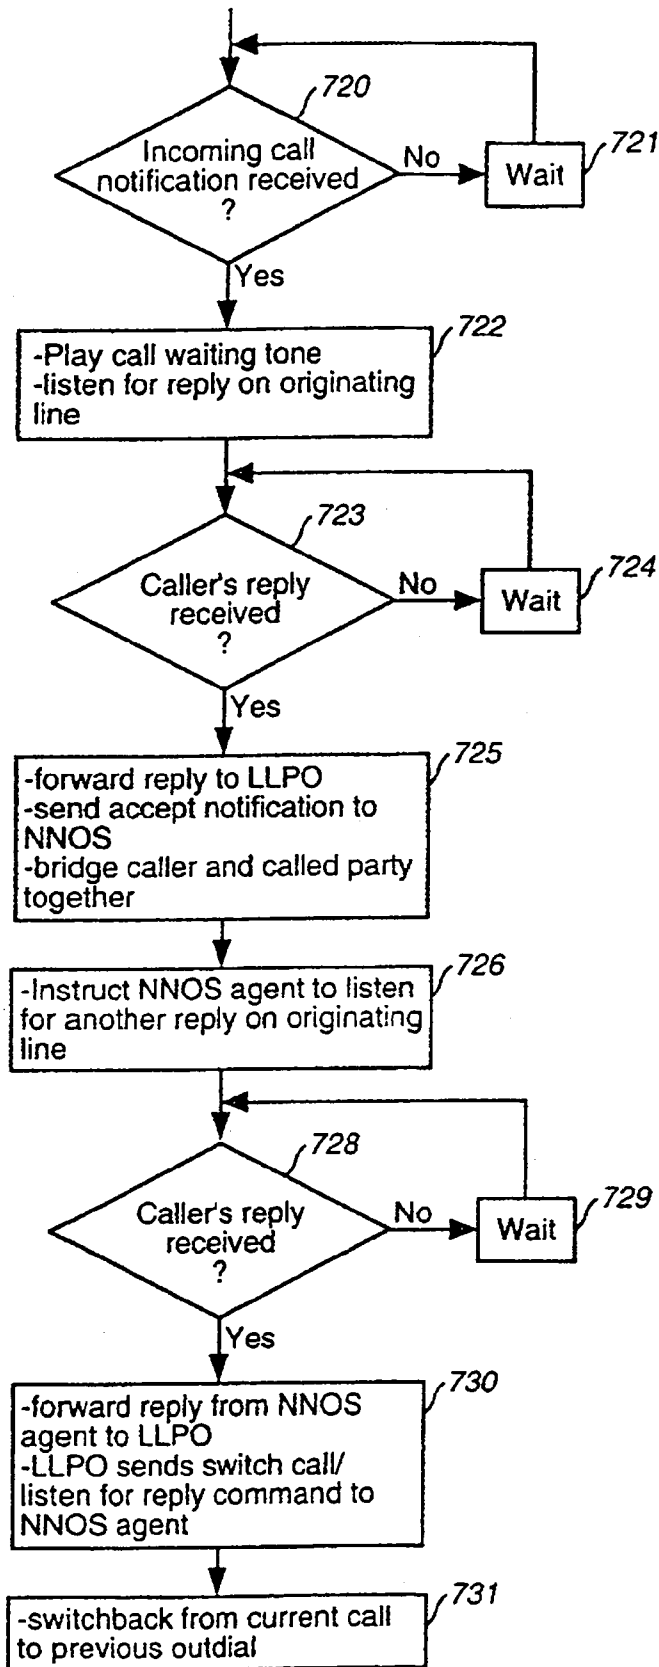 720
Incoming call
notification received
?
No
Wait
721
Yes
722
-Play call waiting tone
-listen for reply on originating
line
723
Caller's reply
received
?
No
Wait
724
Yes
725
-forward reply to LLPO
-send accept notification to
NNOS
-bridge caller and called party
together
726
-Instruct NNOS agent to listen
for another reply on originating
line
728
Caller's reply
received
?
No
Wait
729
Yes
730
-forward reply from NNOS
agent to LLPO
-LLPO sends switch call/
listen for reply command to
NNOS agent
731
-switchback from current call
to previous outdial